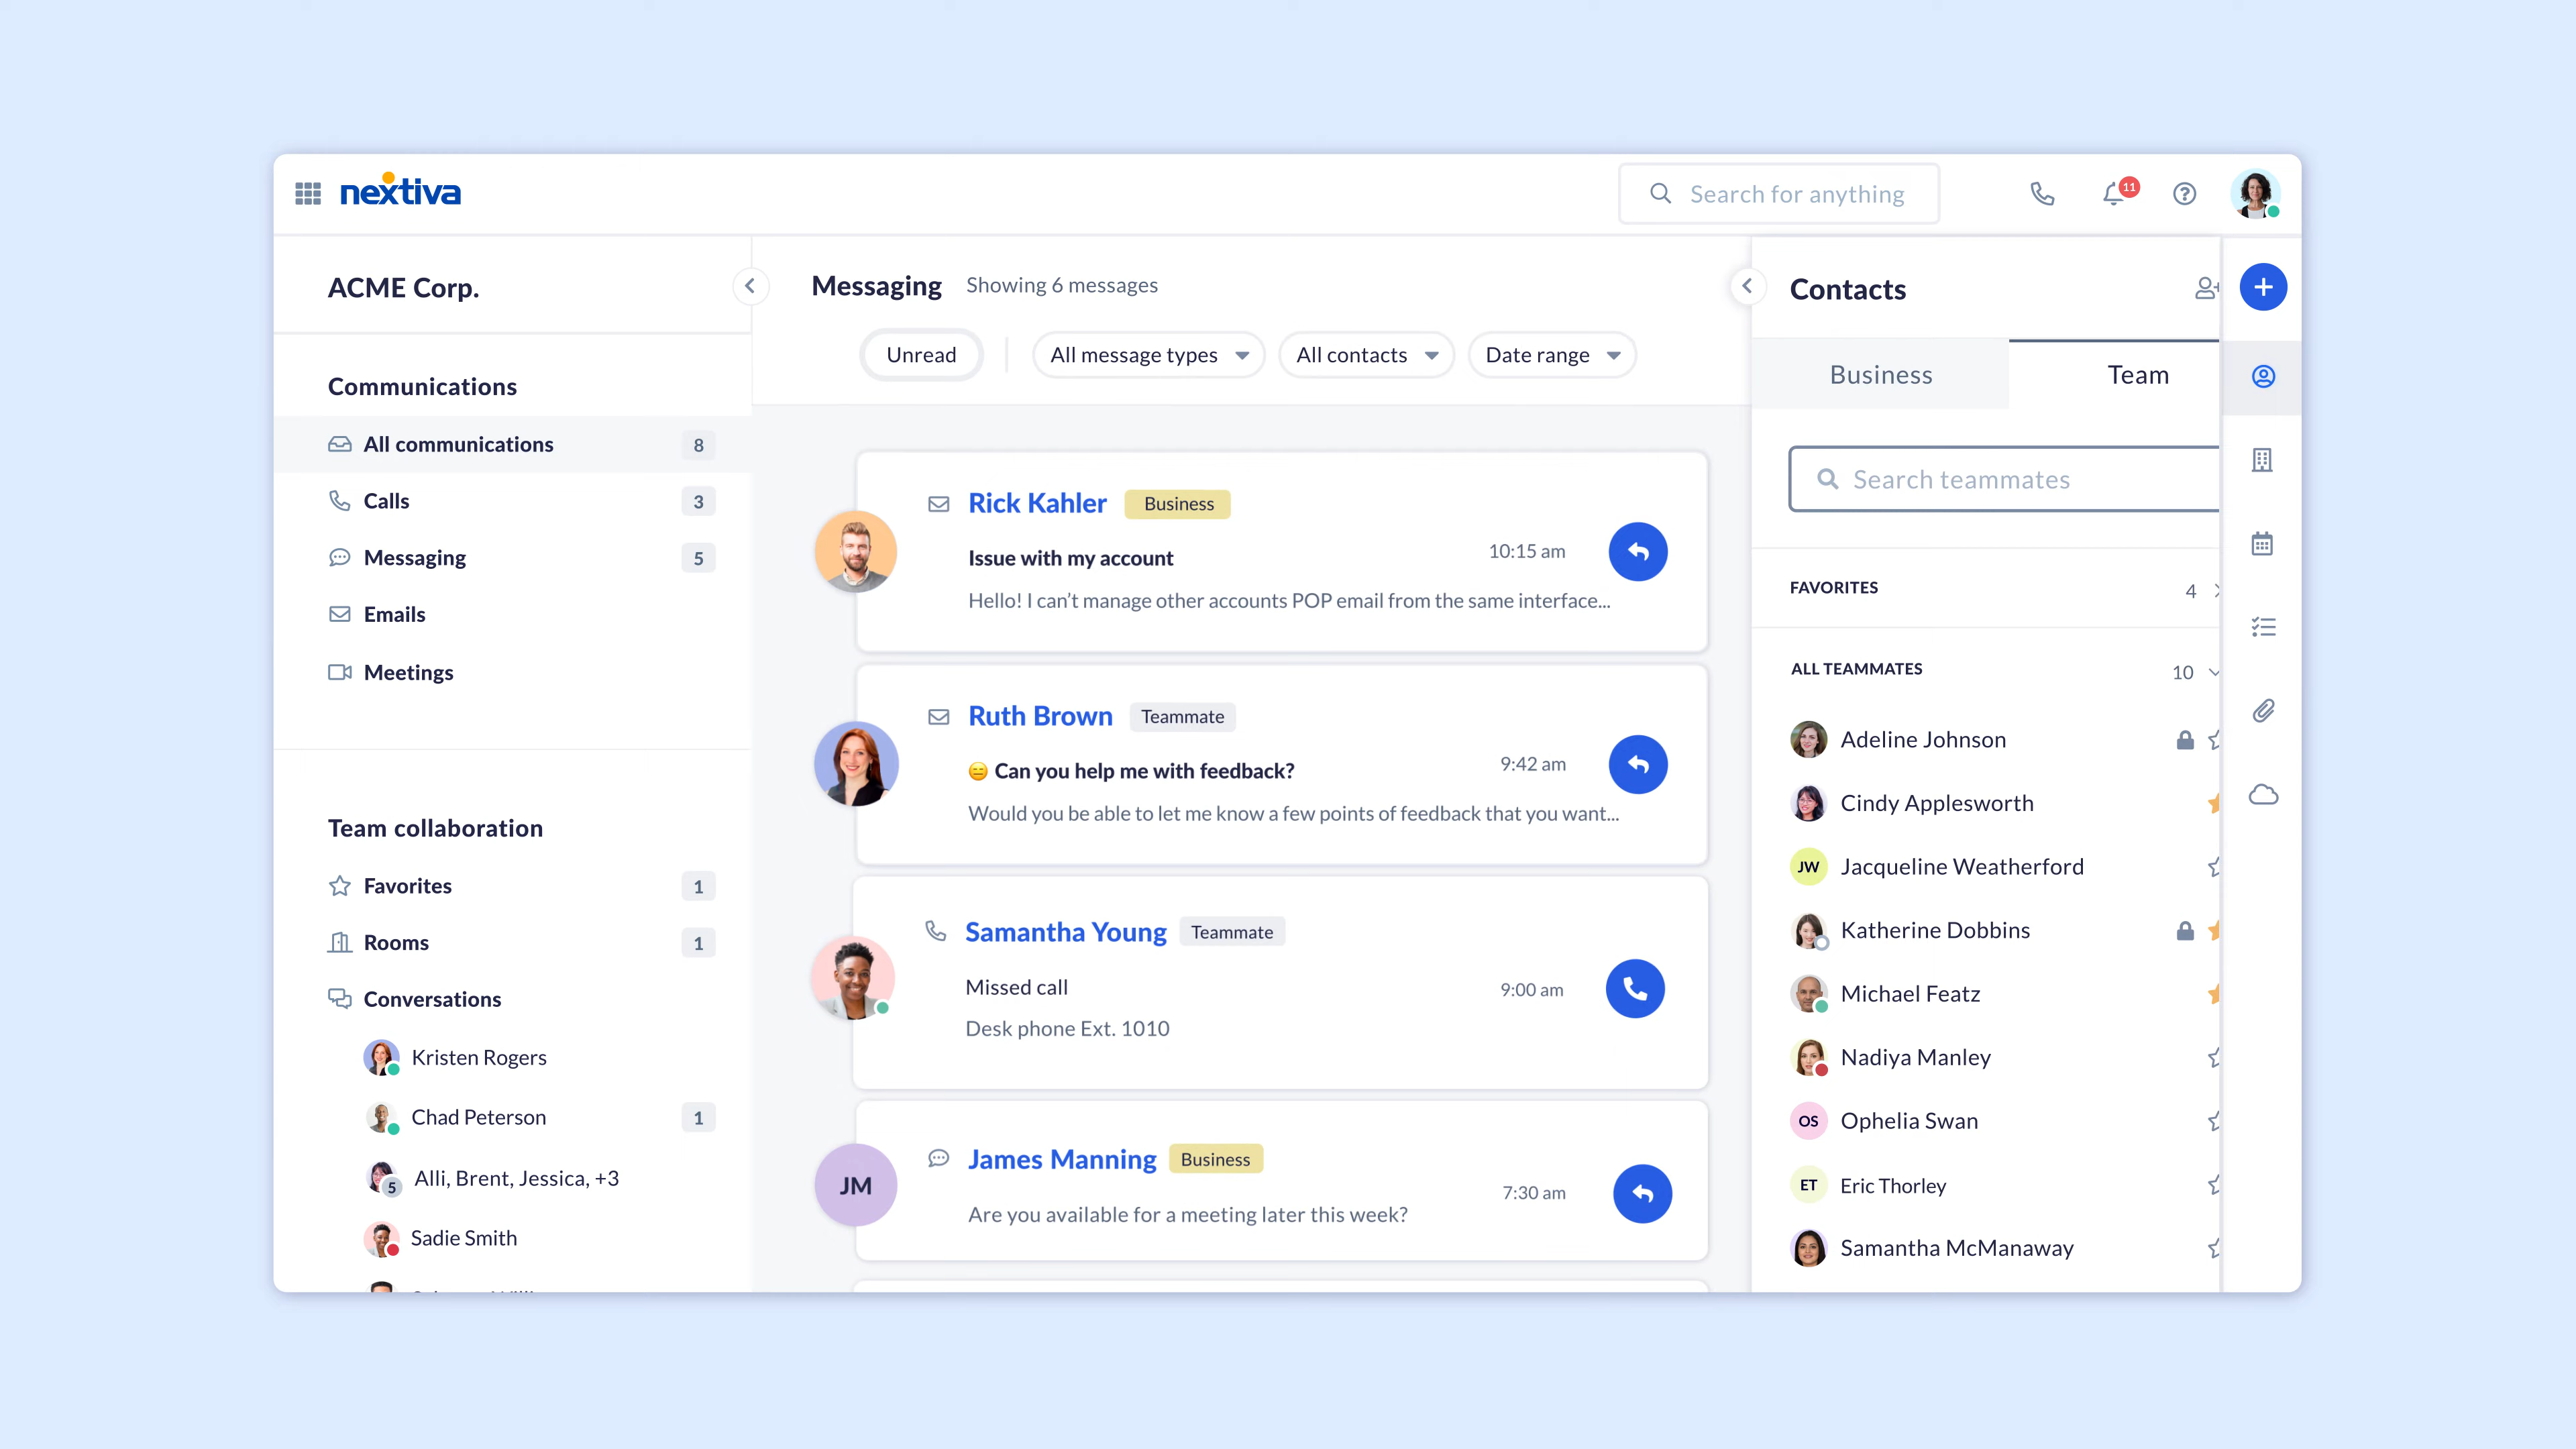 nextiva
Search for anything
11
ACME Corp.
Communications
All communications 8
Calls 3
Messaging 5
Emails
Meetings
Team collaboration
Favorites 1
Rooms 1
Conversations
Kristen Rogers
Chad Peterson 1
5 Alli, Brent, Jessica, +3
Sadie Smith
Messaging Showing 6 messages
Unread All message types All contacts Date range
Rick Kahler Business
Issue with my account
10:15 am
Hello! I can’t manage other accounts POP email from the same interface...
Ruth Brown Teammate
😑 Can you help me with feedback?
9:42 am
Would you be able to let me know a few points of feedback that you want...
Samantha Young Teammate
Missed call
9:00 am
Desk phone Ext. 1010
JM
James Manning Business
7:30 am
Are you available for a meeting later this week?
Contacts
Business Team
Search teammates
FAVORITES 4
ALL TEAMMATES 10
Adeline Johnson
Cindy Applesworth
JW Jacqueline Weatherford
Katherine Dobbins
Michael Featz
Nadiya Manley
OS Ophelia Swan
ET Eric Thorley
Samantha McManaway